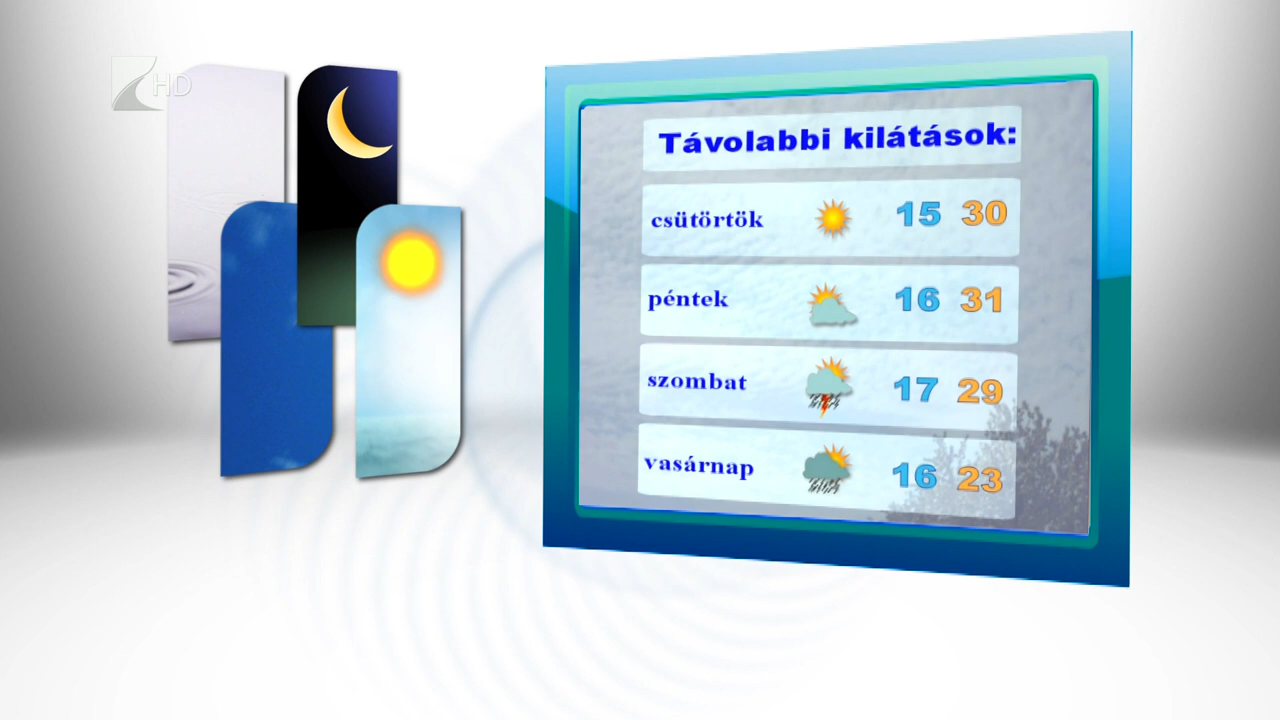 HD
Távolabbi kilátások:
csütörtök 15 30
péntek 16 31
szombat 17 29
vasárnap 16 23